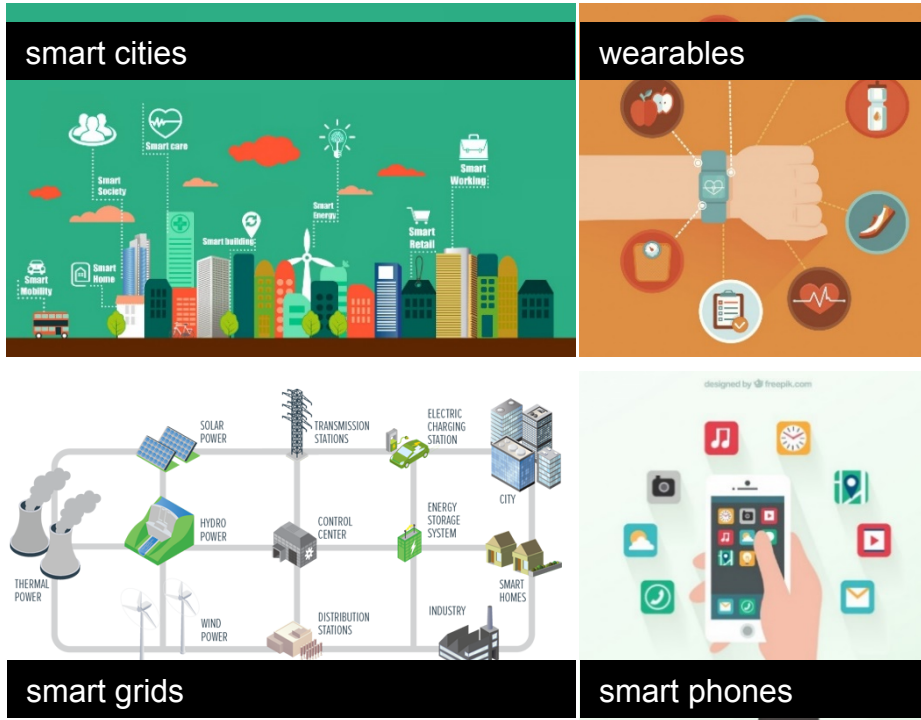 smart cities
Smart care
Smart
Society
Smart
Energy
Smart
Working
Smart building
Smart
Retail
Smart
Home
Smart
Mobility
wearables
SOLAR
POWER
TRANSMISSION
STATIONS
ELECTRIC
CHARGING
STATION
CITY
HYDRO
POWER
CONTROL
CENTER
ENERGY
STORAGE
SYSTEM
THERMAL
POWER
SMART
HOMES
WIND
POWER
DISTRIBUTION
STATIONS
INDUSTRY
smart grids
designed by freepik.com
smart phones